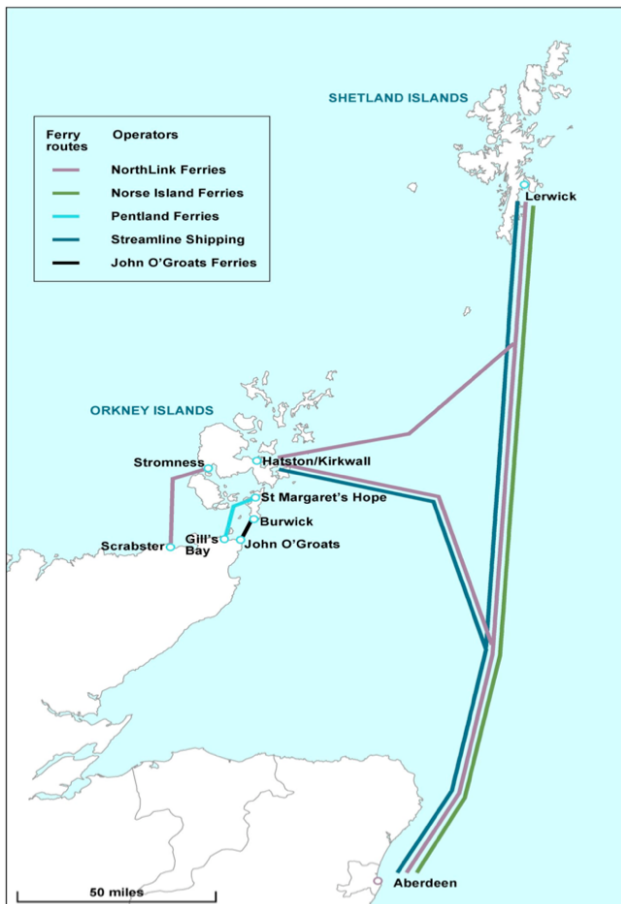 SHETLAND ISLANDS
Ferry routes
Operators
NorthLink Ferries
Norse Island Ferries
Pentland Ferries
Streamline Shipping
John O'Groats Ferries
Lerwick
ORKNEY ISLANDS
Stromness
Hatston/Kirkwall
St Margaret's Hope
Burwick
Scrabster
Gill's
Bay
John O'Groats
Aberdeen
50 miles